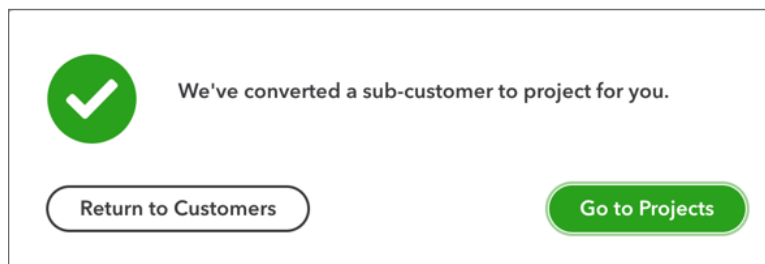 We've converted a sub-customer to project for you.
Return to Customers
Go to Projects